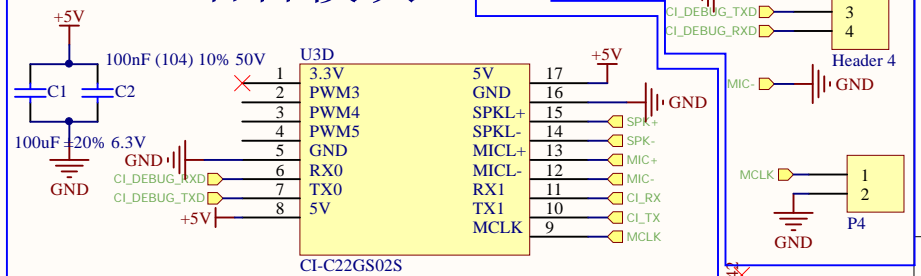 +5V
100nF (104) 10% 50V
C1
C2
100uF ±20% 6.3V
GND
U3D
1 3.3V 5V 17 +5V
2 PWM3 GND 16 GND
3 PWM4 SPKL+ 15 SPK+
4 PWM5 SPKL- 14 SPK-
GND 5 GND MICL+ 13 MIC+
CI_DEBUG_RXD 6 RX0 MICL- 12 MIC-
CI_DEBUG_TXD 7 TX0 RX1 11 CI_RX
+5V 8 5V TX1 10 CI_TX
MCLK 9 MCLK
CI-C22GS02S
CI_DEBUG_TXD 3
CI_DEBUG_RXD 4
Header 4
MIC- GND
MCLK 1
2
GND
P4